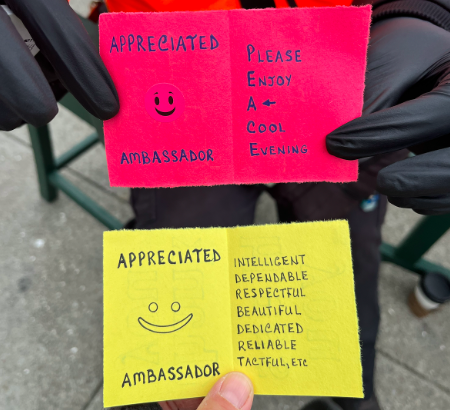 APPRECIATED
AMBASSADOR
PLEASE
ENJOY
A ←
COOL
EVENING
APPRECIATED
AMBASSADOR
INTELLIGENT
DEPENDABLE
RESPECTFUL
BEAUTIFUL
DEDICATED
RELIABLE
TACTFUL, ETC